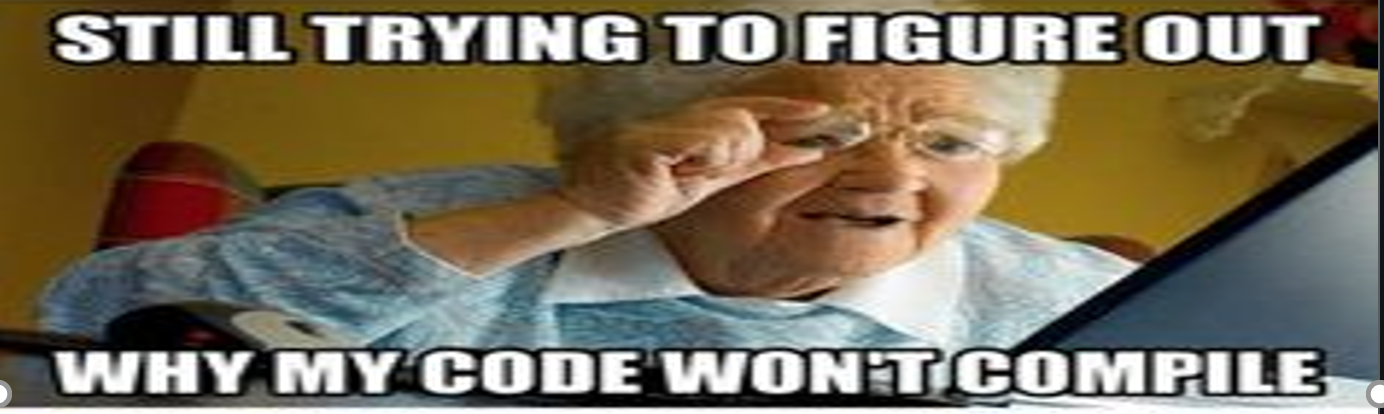 STILL TRYING TO FIGURE OUT
WHY MY CODE WON'T COMPILE